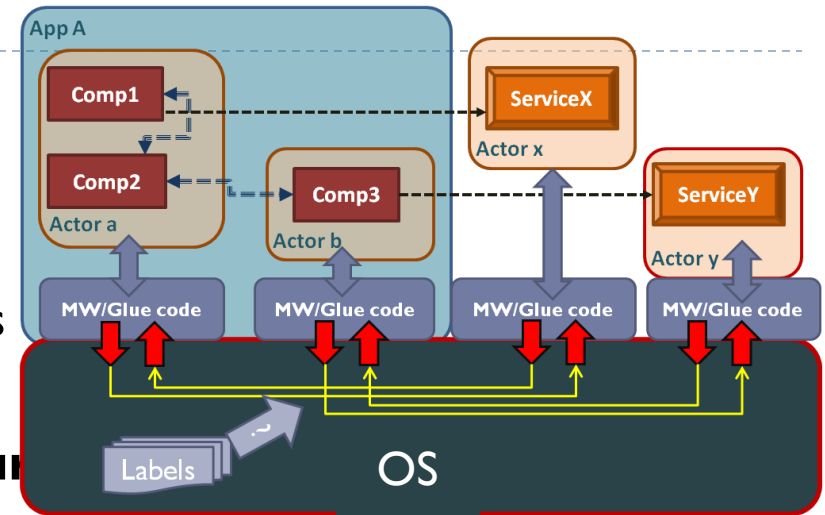 App A
Comp1
ServiceX
Actor x
Comp2
Comp3
ServiceY
Actor a
Actor b
Actor y
MW/Glue code
MW/Glue code
MW/Glue code
MW/Glue code
s
?
Labels
OS